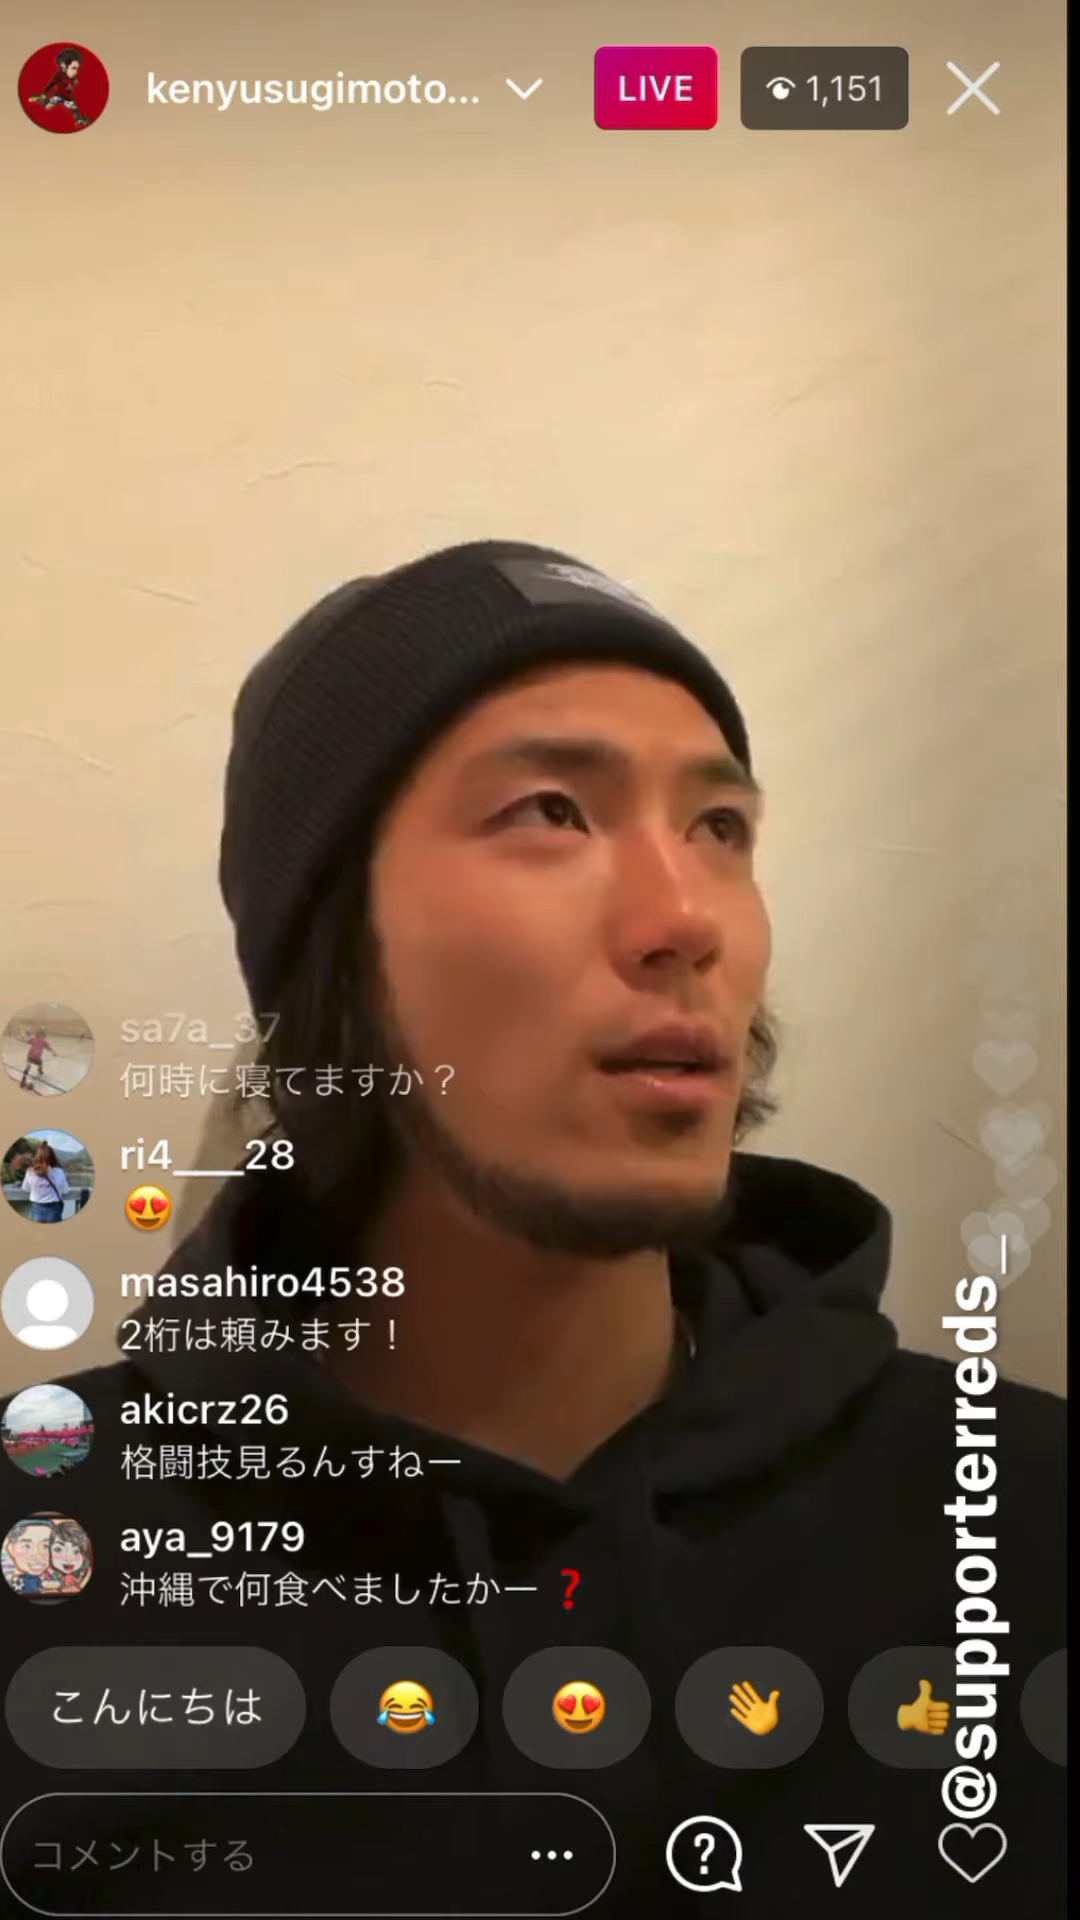 kenyusugimoto...
LIVE
1,151
sa7a_37
何時に寝てますか？
ri4___28
masahiro4538
2桁は頼みます！
akicrz26
格闘技見るんすねー
aya_9179
沖縄で何食べましたかー❓
こんにちは
コメントする
@supporterreds_